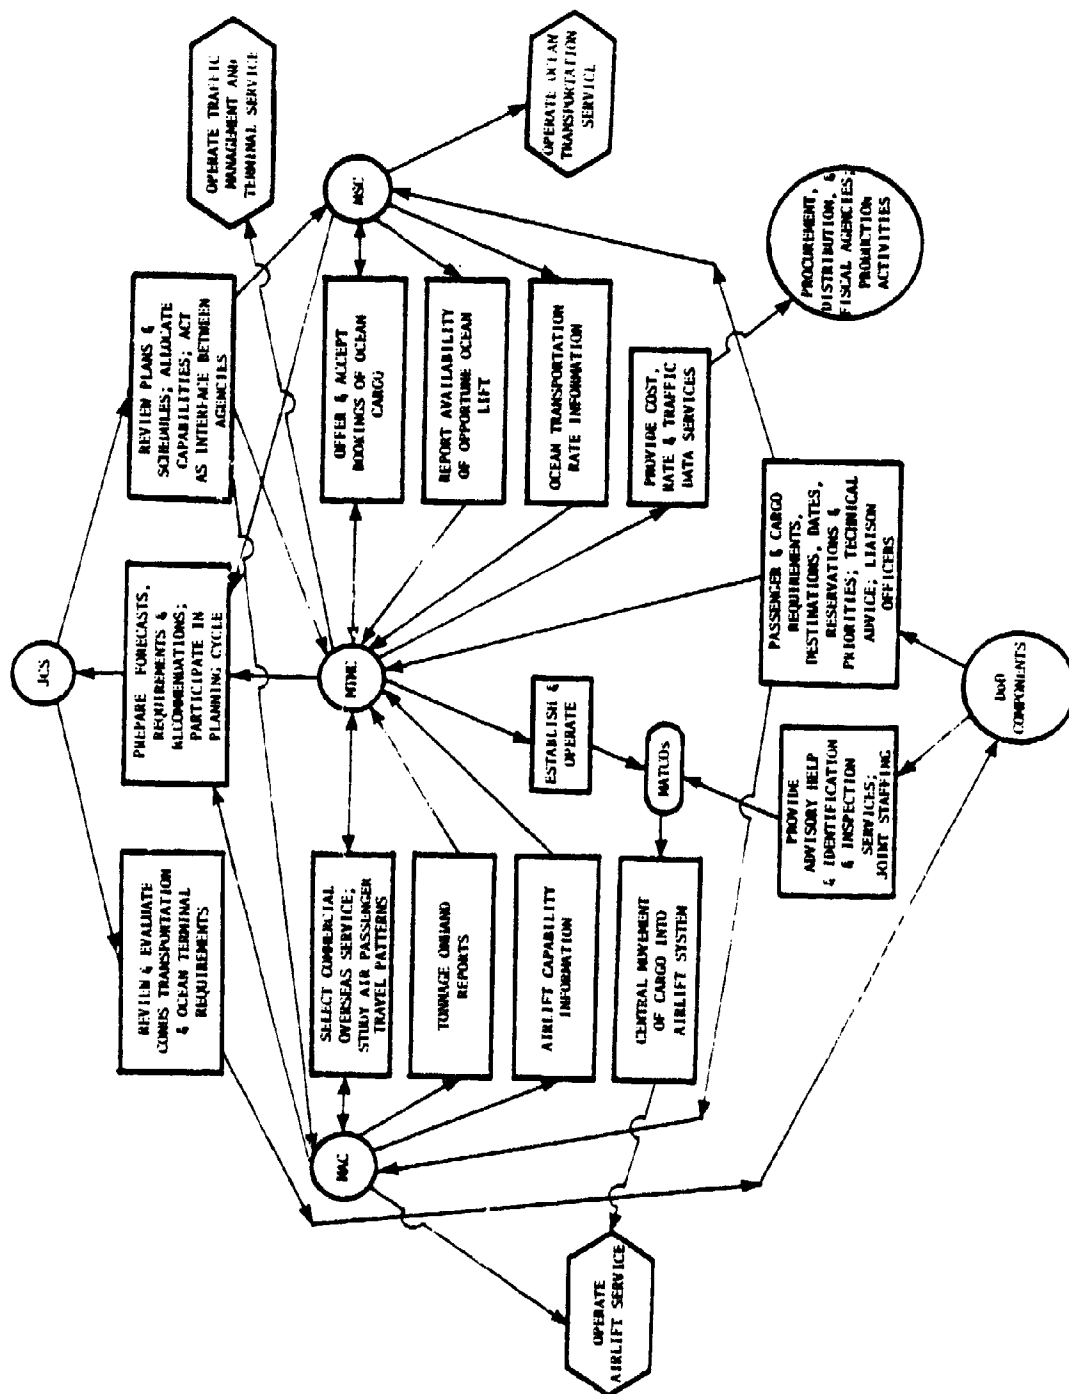 JCS
REVIEW & EVALUATE
CONUS TRANSPORTATION
& OCEAN TERMINAL
REQUIREMENTS
PREPARE FORECASTS,
REQUIREMENTS &
RECOMMENDATIONS;
PARTICIPATE IN
PLANNING CYCLE
REVIEW PLANS &
SCHEDULES; ALLOCATE
CAPABILITIES; ACT
AS INTERFACE BETWEEN
AGENCIES
OPERATE TRAFFIC
MANAGEMENT AND
TERMINAL SERVICE
MAC
SELECT COMMERCIAL
OVERSEAS SERVICE;
STUDY AIR PASSENGER
TRAVEL PATTERNS
MTMC
OFFER & ACCEPT
BOOKINGS OF OCEAN
CARGO
MSC
TONNAGE ONHAND
REPORTS
REPORT AVAILABILITY
OF OPPORTUNE OCEAN
LIFT
AIRLIFT CAPABILITY
INFORMATION
OCEAN TRANSPORTATION
RATE INFORMATION
OPERATE OCEAN
TRANSPORTATION
SERVICE
ESTABLISH &
OPERATE
CENTRAL MOVEMENT
OF CARGO INTO
AIRLIFT SYSTEM
MATCOs
PROVIDE COST,
RATE & TRAFFIC
DATA SERVICES
OPERATE
AIRLIFT SERVICE
PROVIDE
ADVISORY HELP
& IDENTIFICATION
& INSPECTION
SERVICES;
JOINT STAFFING
PASSENGER & CARGO
REQUIREMENTS,
DESTINATIONS, DATES,
RESERVATIONS &
PRIORITIES; TECHNICAL
ADVICE; LIAISON
OFFICERS
PROCUREMENT,
DISTRIBUTION, &
FISCAL AGENCIES;
PRODUCTION
ACTIVITIES
DoD
COMPONENTS